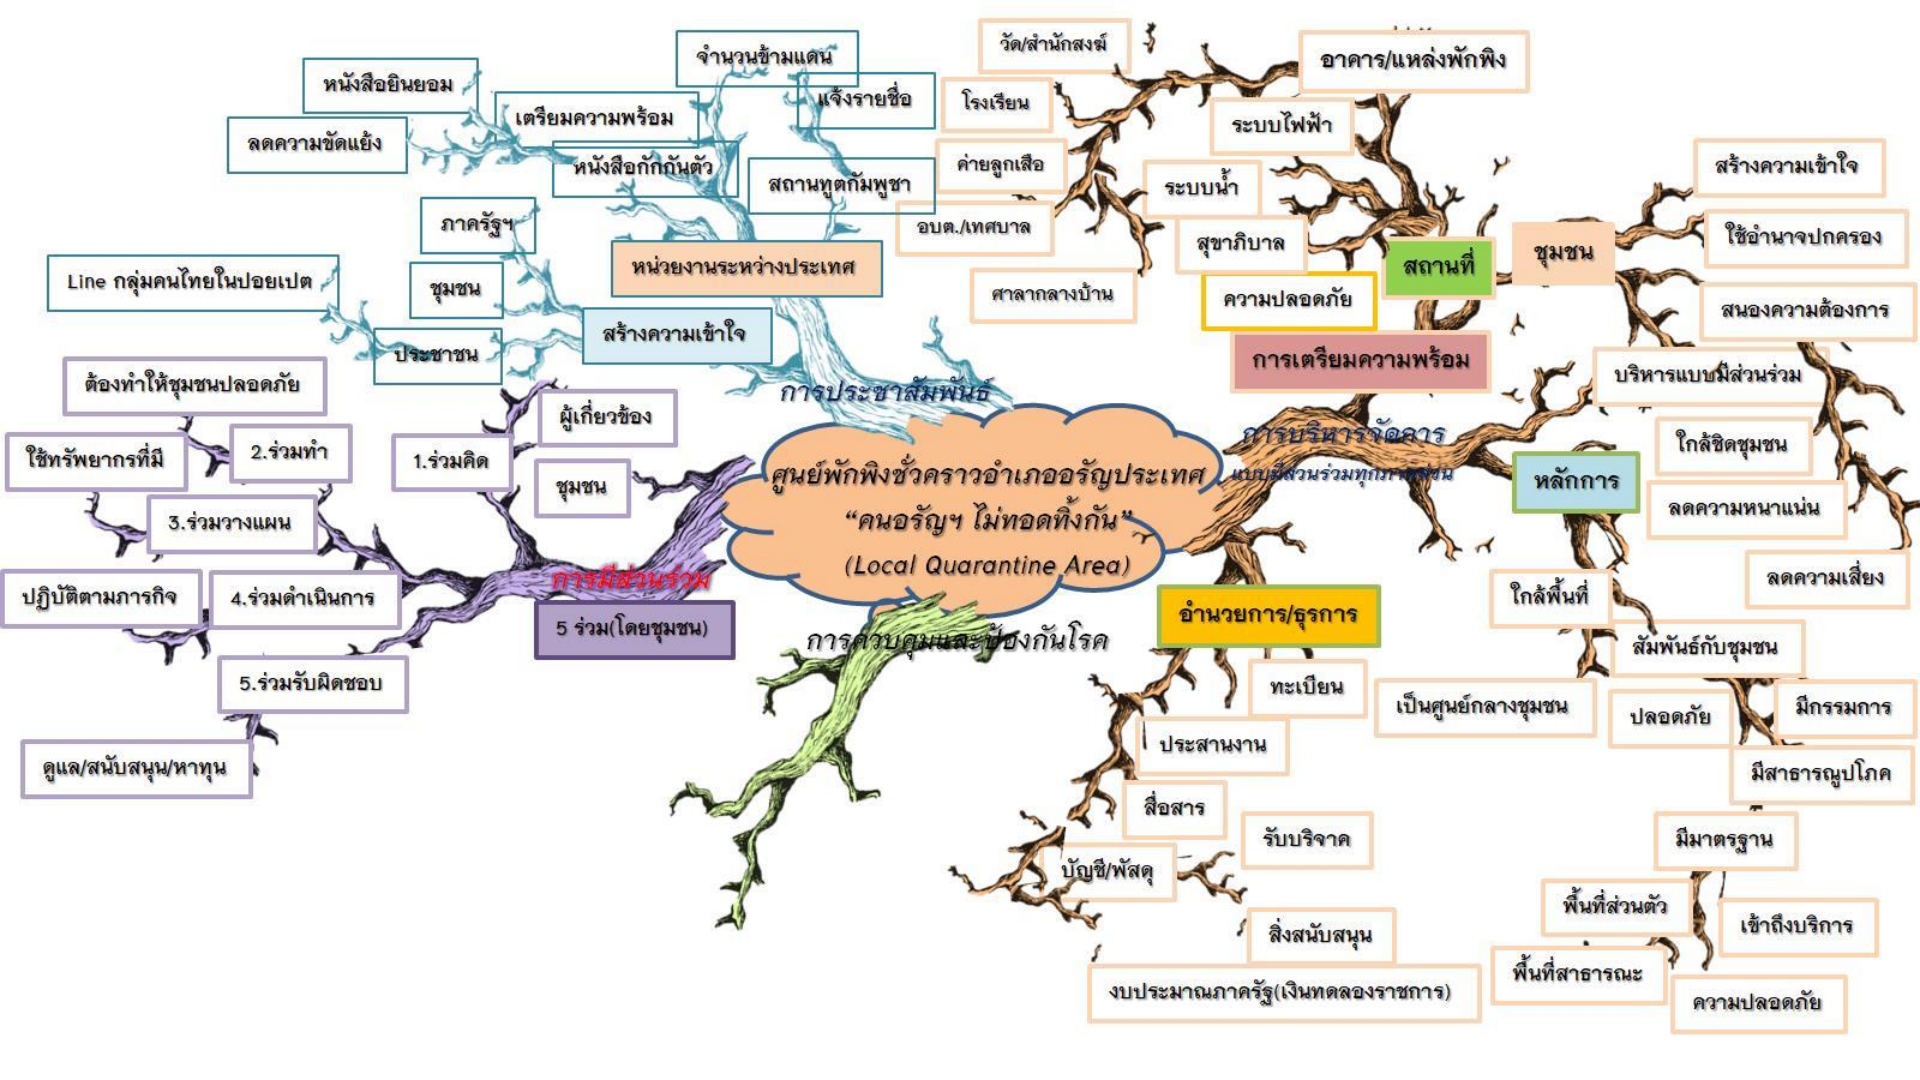 จำนวนข้ามแดน
แจ้งรายชื่อ
หนังสือยินยอม
เตรียมความพร้อม
ลดความขัดแย้ง
หนังสือกักกันตัว
สถานทูตกัมพูชา
ภาครัฐฯ
หน่วยงานระหว่างประเทศ
Line กลุ่มคนไทยในปอยเปต
ชุมชน
สร้างความเข้าใจ
ประชาชน
การประชาสัมพันธ์
วัด/สำนักสงฆ์
อาคาร/แหล่งพักพิง
โรงเรียน
ระบบไฟฟ้า
ค่ายลูกเสือ
ระบบน้ำ
อบต./เทศบาล
สุขาภิบาล
ศาลากลางบ้าน
ความปลอดภัย
สถานที่
ชุมชน
สร้างความเข้าใจ
ใช้อำนาจปกครอง
สนองความต้องการ
การเตรียมความพร้อม
บริหารแบบมีส่วนร่วม
การบริหารจัดการ
แบบมีส่วนร่วมทุกภาคส่วน
ใกล้ชิดชุมชน
หลักการ
ลดความหนาแน่น
ลดความเสี่ยง
ใกล้พื้นที่
สัมพันธ์กับชุมชน
เป็นศูนย์กลางชุมชน
ปลอดภัย
มีกรรมการ
มีสาธารณูปโภค
มีมาตรฐาน
พื้นที่ส่วนตัว
เข้าถึงบริการ
พื้นที่สาธารณะ
ความปลอดภัย
ศูนย์พักพิงชั่วคราวอำเภออรัญประเทศ
“คนอรัญฯ ไม่ทอดทิ้งกัน”
(Local Quarantine Area)
ต้องทำให้ชุมชนปลอดภัย
ผู้เกี่ยวข้อง
ใช้ทรัพยากรที่มี
2.ร่วมทำ
1.ร่วมคิด
ชุมชน
3.ร่วมวางแผน
การมีส่วนร่วม
ปฏิบัติตามภารกิจ
4.ร่วมดำเนินการ
5 ร่วม(โดยชุมชน)
5.ร่วมรับผิดชอบ
ดูแล/สนับสนุน/หาทุน
การควบคุมและป้องกันโรค
อำนวยการ/ธุรการ
ทะเบียน
ประสานงาน
สื่อสาร
รับบริจาค
บัญชี/พัสดุ
สิ่งสนับสนุน
งบประมาณภาครัฐ(เงินทดลองราชการ)